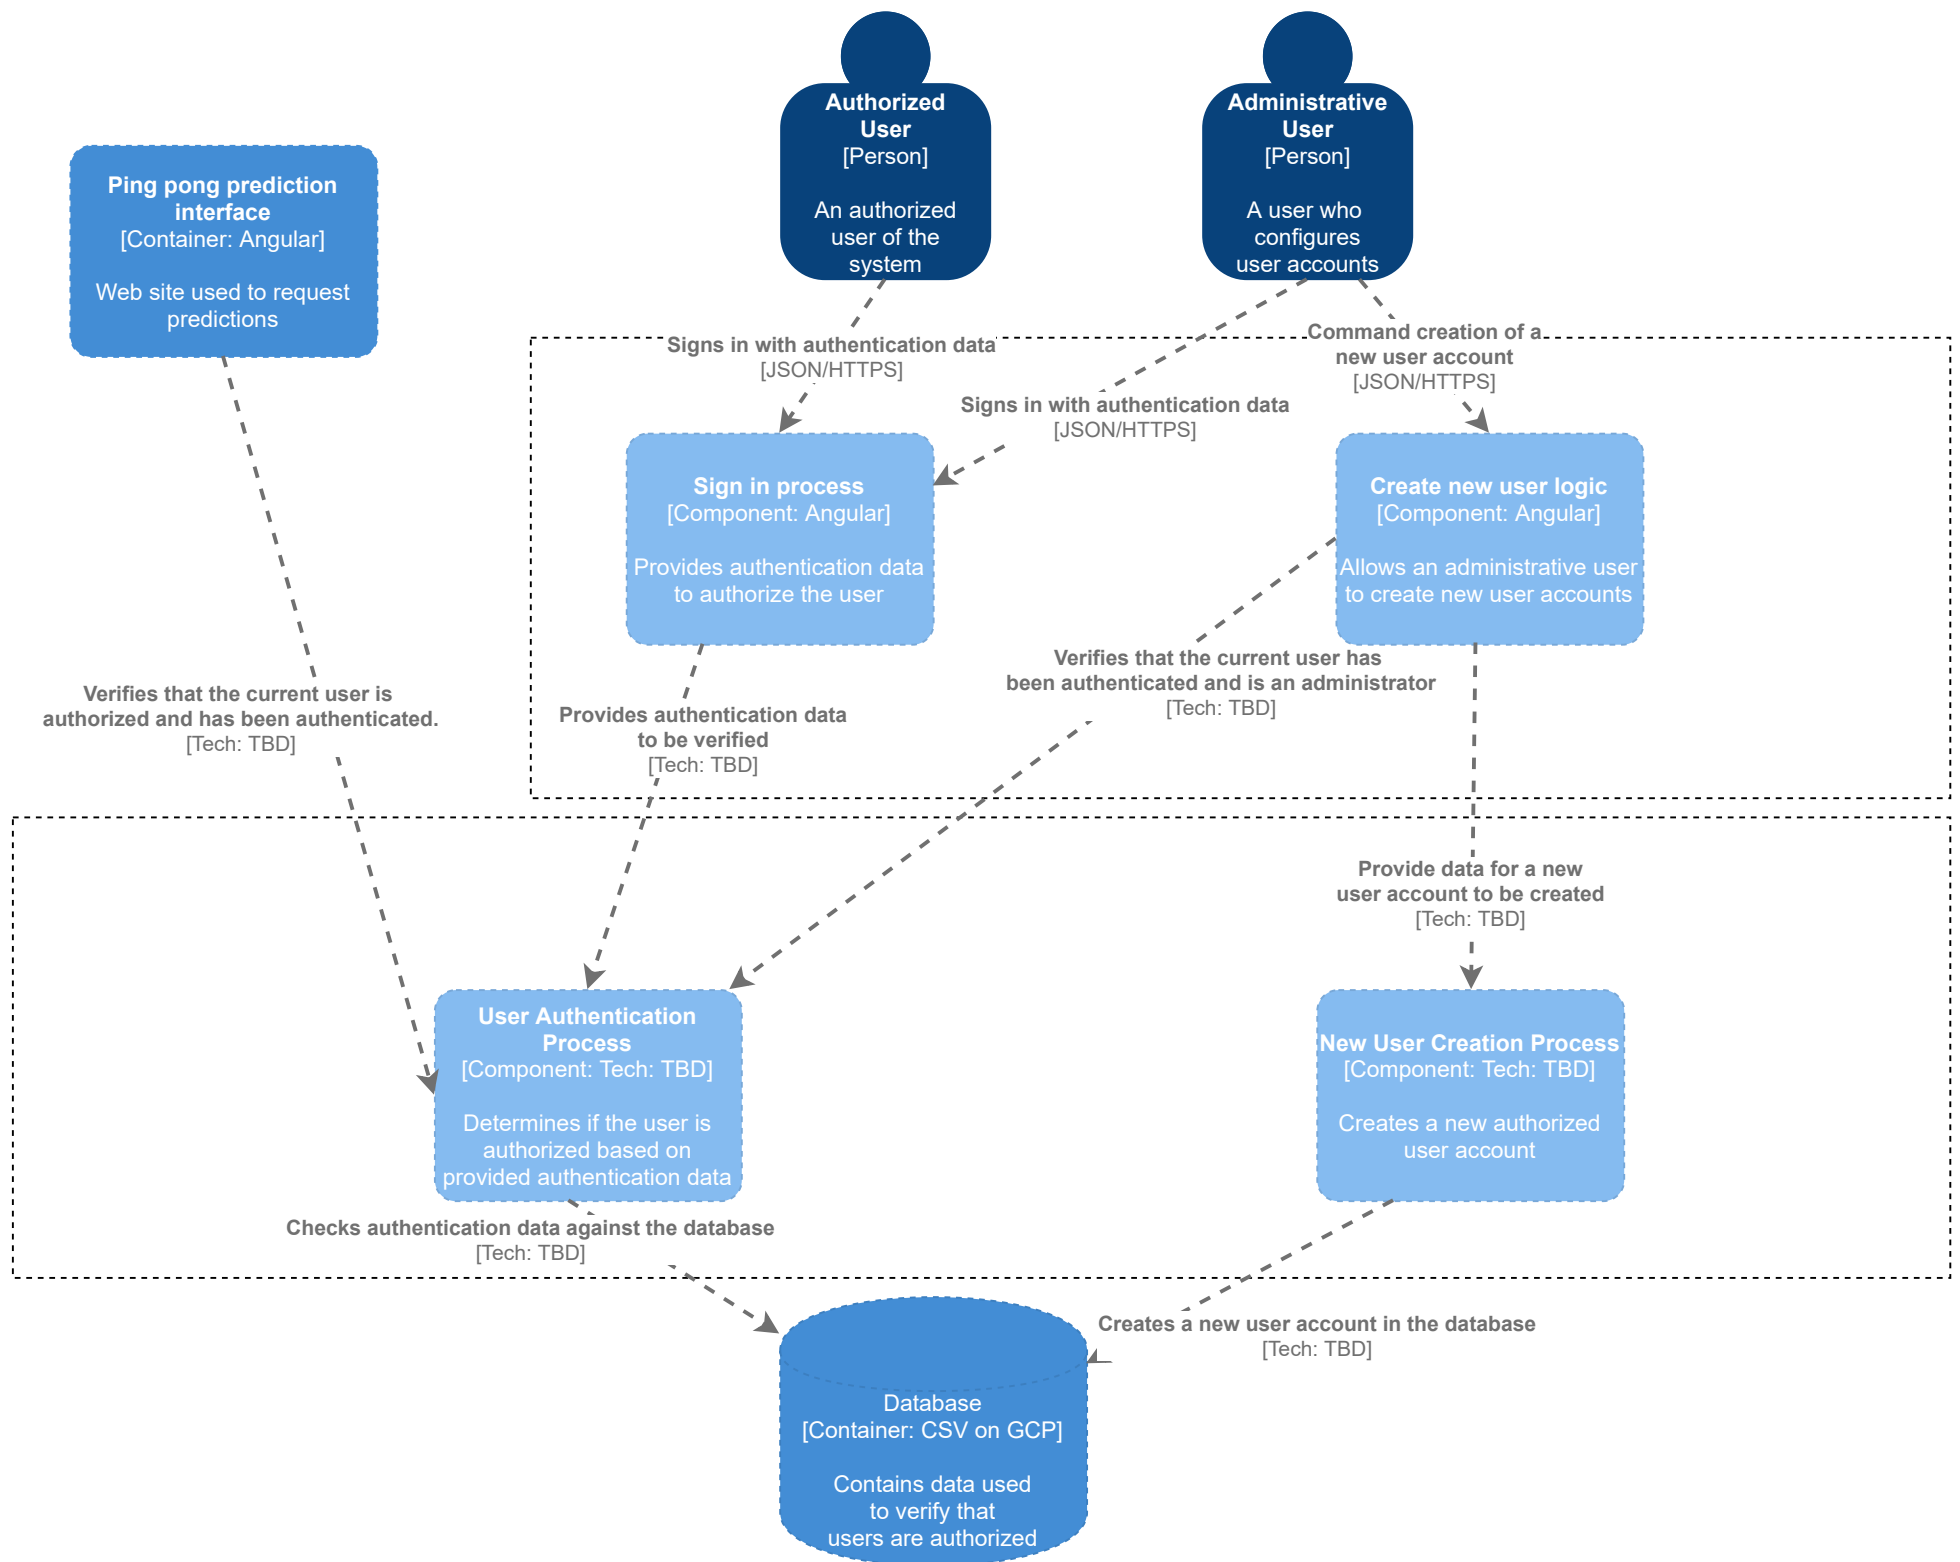 Authorized
User
[Person]
An authorized
user of the
system
Administrative
User
[Person]
A user who
configures
user accounts
Ping pong prediction
interface
[Container: Angular]
Web site used to request
predictions
Signs in with authentication data
[JSON/HTTPS]
Command creation of a
new user account
[JSON/HTTPS]
Signs in with authentication data
[JSON/HTTPS]
Sign in process
[Component: Angular]
Provides authentication data
to authorize the user
Create new user logic
[Component: Angular]
Allows an administrative user
to create new user accounts
Verifies that the current user is
authorized and has been authenticated.
[Tech: TBD]
Provides authentication data
to be verified
[Tech: TBD]
Verifies that the current user has
been authenticated and is an administrator
[Tech: TBD]
Provide data for a new
user account to be created
[Tech: TBD]
User Authentication
Process
[Component: Tech: TBD]
Determines if the user is
authorized based on
provided authentication data
New User Creation Process
[Component: Tech: TBD]
Creates a new authorized
user account
Checks authentication data against the database
[Tech: TBD]
Creates a new user account in the database
[Tech: TBD]
Database
[Container: CSV on GCP]
Contains data used
to verify that
users are authorized